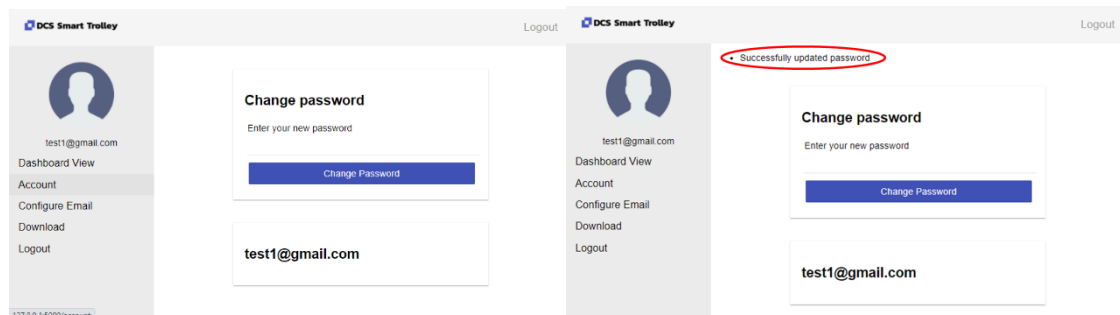 DCS Smart Trolley
Logout
test1@gmail.com
Dashboard View
Account
Configure Email
Download
Logout
Change password
Enter your new password
Change Password
test1@gmail.com
DCS Smart Trolley
Logout
• Successfully updated password
test1@gmail.com
Dashboard View
Account
Configure Email
Download
Logout
Change password
Enter your new password
Change Password
test1@gmail.com